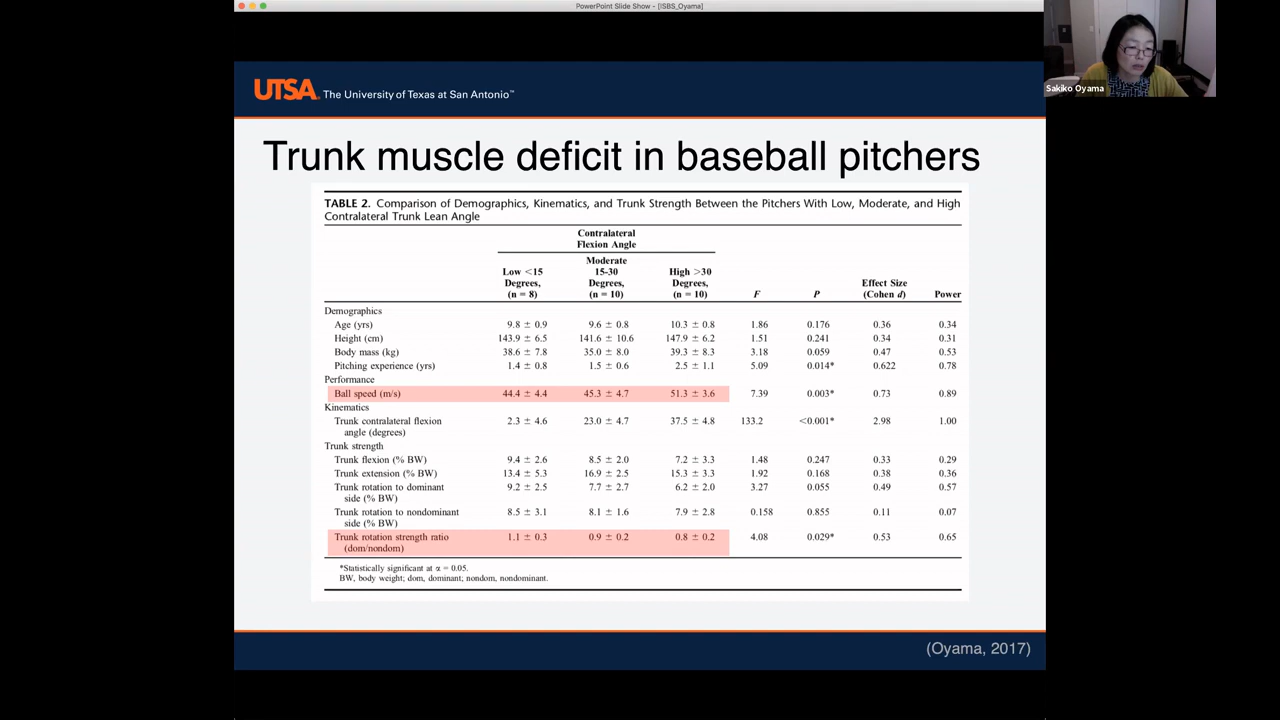 PowerPoint Slide Show - [ISBS_Oyama]
Sakiko Oyama
UTSA The University of Texas at San Antonio™
Trunk muscle deficit in baseball pitchers
TABLE 2. Comparison of Demographics, Kinematics, and Trunk Strength Between the Pitchers With Low, Moderate, and High
Contralateral Trunk Lean Angle
Contralateral
Flexion Angle
Low <15 Degrees, (n = 8) Moderate 15-30 Degrees, (n = 10) High >30 Degrees, (n = 10) F P Effect Size (Cohen d) Power
Demographics
Age (yrs) 9.8 ± 0.9 9.6 ± 0.8 10.3 ± 0.8 1.86 0.176 0.36 0.34
Height (cm) 143.9 ± 6.5 141.6 ± 10.6 147.9 ± 6.2 1.51 0.241 0.34 0.31
Body mass (kg) 38.6 ± 7.8 35.0 ± 8.0 39.3 ± 8.3 3.18 0.059 0.47 0.53
Pitching experience (yrs) 1.4 ± 0.8 1.5 ± 0.6 2.5 ± 1.1 5.09 0.014* 0.622 0.78
Performance
Ball speed (m/s) 44.4 ± 4.4 45.3 ± 4.7 51.3 ± 3.6 7.39 0.003* 0.73 0.89
Kinematics
Trunk contralateral flexion 2.3 ± 4.6 23.0 ± 4.7 37.5 ± 4.8 133.2 <0.001* 2.98 1.00
angle (degrees)
Trunk strength
Trunk flexion (% BW) 9.4 ± 2.6 8.5 ± 2.0 7.2 ± 3.3 1.48 0.247 0.33 0.29
Trunk extension (% BW) 13.4 ± 5.3 16.9 ± 2.5 15.3 ± 3.3 1.92 0.168 0.38 0.36
Trunk rotation to dominant 9.2 ± 2.5 7.7 ± 2.7 6.2 ± 2.0 3.27 0.055 0.49 0.57
side (% BW)
Trunk rotation to nondominant 8.5 ± 3.1 8.1 ± 1.6 7.9 ± 2.8 0.158 0.855 0.11 0.07
side (% BW)
Trunk rotation strength ratio 1.1 ± 0.3 0.9 ± 0.2 0.8 ± 0.2 4.08 0.029* 0.53 0.65
(dom/nondom)
*Statistically significant at α = 0.05.
BW, body weight; dom, dominant; nondom, nondominant.
(Oyama, 2017)